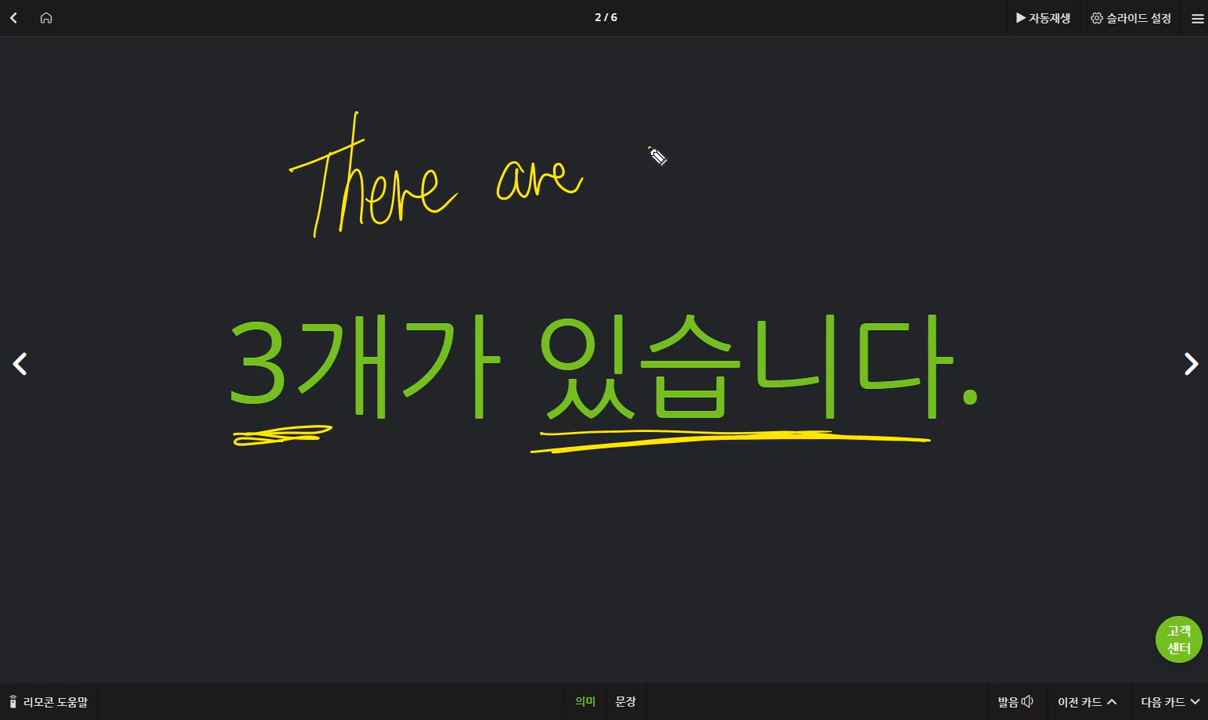 2 / 6
자동재생
슬라이드 설정
There are
3개가 있습니다.
고객
센터
리모콘 도움말
의미
문장
발음
이전 카드
다음 카드